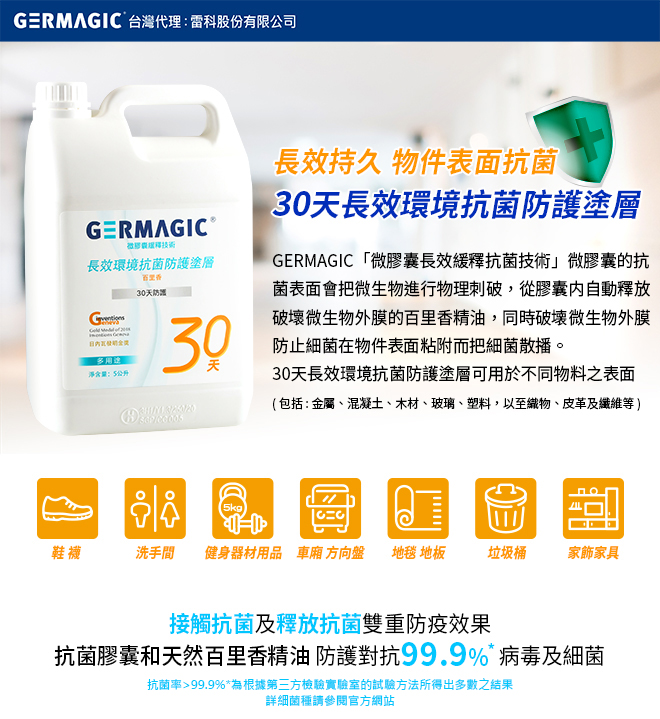 GERMAGIC 台灣代理:雷科股份有限公司
長效持久 物件表面抗菌
30天長效環境抗菌防護塗層
GERMAGIC®
微膠囊緩釋技術
長效環境抗菌防護塗層
百里香
30天防護
Gold Medal of 2018
Inventions Geneva
日內瓦發明金獎
多用途
淨含量:5公升
30
天
GERMAGIC「微膠囊長效緩釋抗菌技術」微膠囊的抗
菌表面會把微生物進行物理刺破,從膠囊内自動釋放
破壞微生物外膜的百里香精油,同時破壞微生物外膜
防止細菌在物件表面粘附而把細菌散播。
30天長效環境抗菌防護塗層可用於不同物料之表面
(包括:金屬、混凝土、木材、玻璃、塑料,以至織物、皮革及纖維等)
5kg
鞋 襪
洗手間
健身器材用品
車廂 方向盤
地毯 地板
垃圾桶
家飾家具
接觸抗菌及釋放抗菌雙重防疫效果
抗菌膠囊和天然百里香精油 防護對抗99.9%*病毒及細菌
抗菌率>99.9%*為根據第三方檢驗實驗室的試驗方法所得出多數之結果
詳細菌種請參閱官方網站